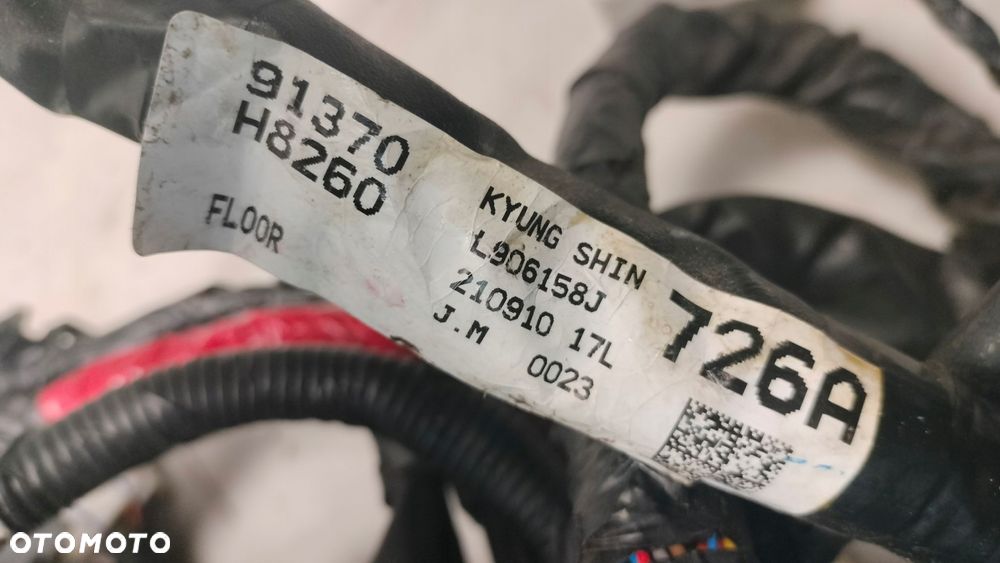 91370
H8260
FLOOR
KYUNG SHIN
L906158J
210910 17L
J.M 0023
726A
OTOMOTO